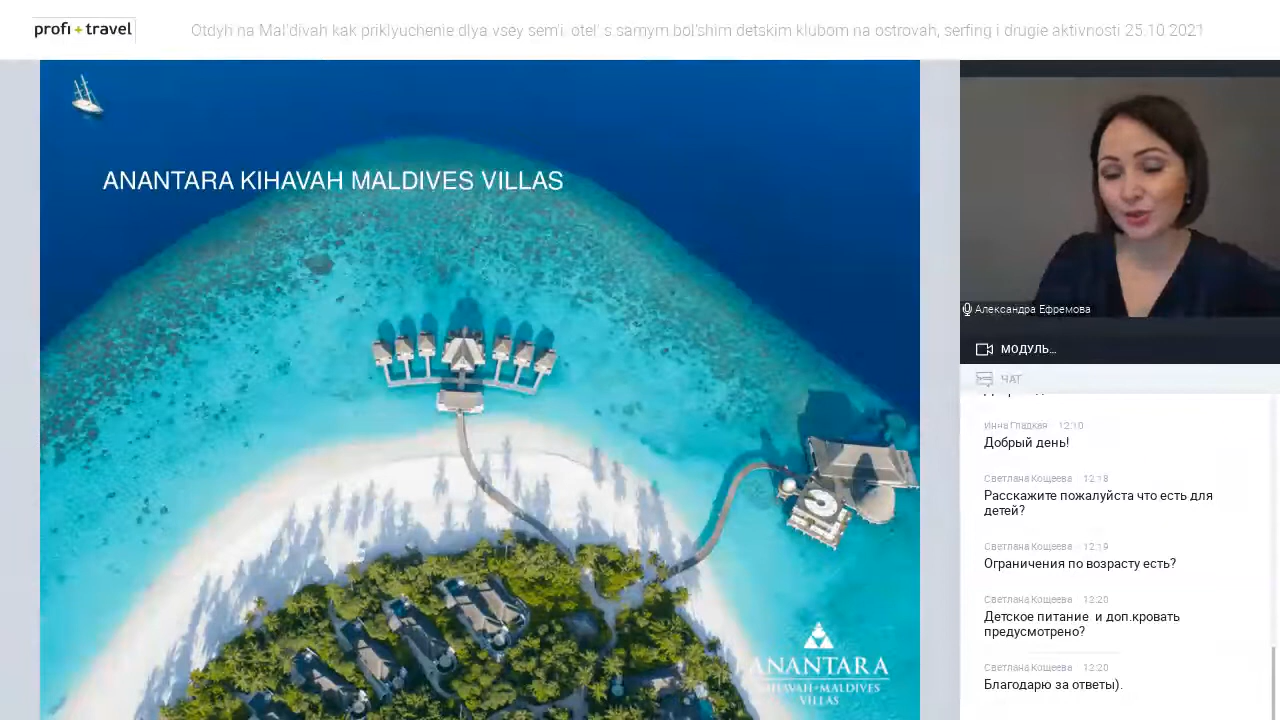 profi + travel
Otdyh na Mal'divah kak priklyuchenie dlya vsey sem'i: otel' s samym bol'shim detskim klubom na ostrovah, serfing i drugie aktivnosti 25.10.2021
ANANTARA KIHAVAH MALDIVES VILLAS
ANANTARA
KIHAVAH • MALDIVES
VILLAS
Александра Ефремова
МОДУЛЬ...
ЧАТ
Инна Гладкая 12:10
Добрый день!
Светлана Кощеева 12:18
Расскажите пожалуйста что есть для
детей?
Светлана Кощеева 12:19
Ограничения по возрасту есть?
Светлана Кощеева 12:20
Детское питание и доп.кровать
предусмотрено?
Светлана Кощеева 12:20
Благодарю за ответы).